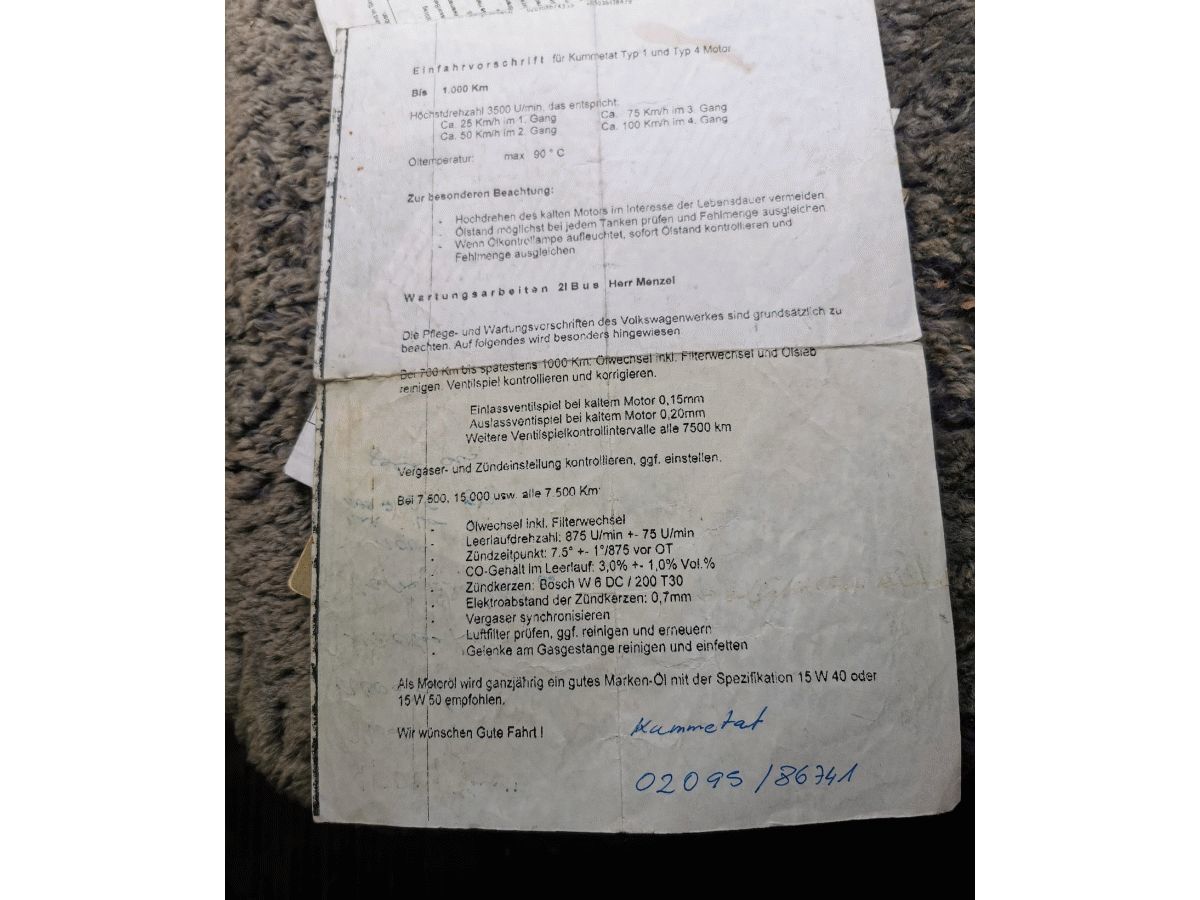 Einfahrvorschrift für Kummetat Typ 1 und Typ 4 Motor
Bis 1.000 Km
Höchstdrehzahl 3500 U/min, das entspricht:
Ca. 25 Km/h im 1. Gang Ca. 75 Km/h im 3. Gang
Ca. 50 Km/h im 2. Gang Ca. 100 Km/h im 4. Gang
Öltemperatur: max 90° C
Zur besonderen Beachtung:
- Hochdrehen des kalten Motors im Interesse der Lebensdauer vermeiden.
- Ölstand möglichst bei jedem Tanken prüfen und Fehlmenge ausgleichen.
- Wenn Ölkontrollampe aufleuchtet, sofort Ölstand kontrollieren und
Fehlmenge ausgleichen
Wartungsarbeiten 2l Bus Herr Menzel
Die Pflege- und Wartungsvorschriften des Volkswagenwerkes sind grundsätzlich zu
beachten. Auf folgendes wird besonders hingewiesen
Bei 700 Km bis spätestens 1000 Km: Ölwechsel inkl. Filterwechsel und Ölsieb
reinigen. Ventilspiel kontrollieren und korrigieren.
Einlassventilspiel bei kaltem Motor 0,15mm
Auslassventispiel bei kaltem Motor 0,20mm
Weitere Ventilspielkontrollintervalle alle 7500 km
Vergaser- und Zündeinstellung kontrollieren, ggf. einstellen.
Bei 7.500, 15.000 usw. alle 7.500 Km:
- Ölwechsel inkl. Filterwechsel
- Leerlaufdrehzahl: 875 U/min +- 75 U/min
- Zündzeitpunkt: 7.5° +- 1°/875 vor OT
- CO-Gehalt im Leerlauf: 3,0% +- 1,0% Vol.%
- Zündkerzen: Bosch W 6 DC / 200 T30
- Elektroabstand der Zündkerzen: 0,7mm
- Vergaser synchronisieren
- Luftfilter prüfen, ggf. reinigen und erneuern
- Gelenke am Gasgestänge reinigen und einfetten
Als Motoröl wird ganzjährig ein gutes Marken-Öl mit der Spezifikation 15 W 40 oder
15 W 50 empfohlen.
Wir wünschen Gute Fahrt !
Kummetat
02095/86741